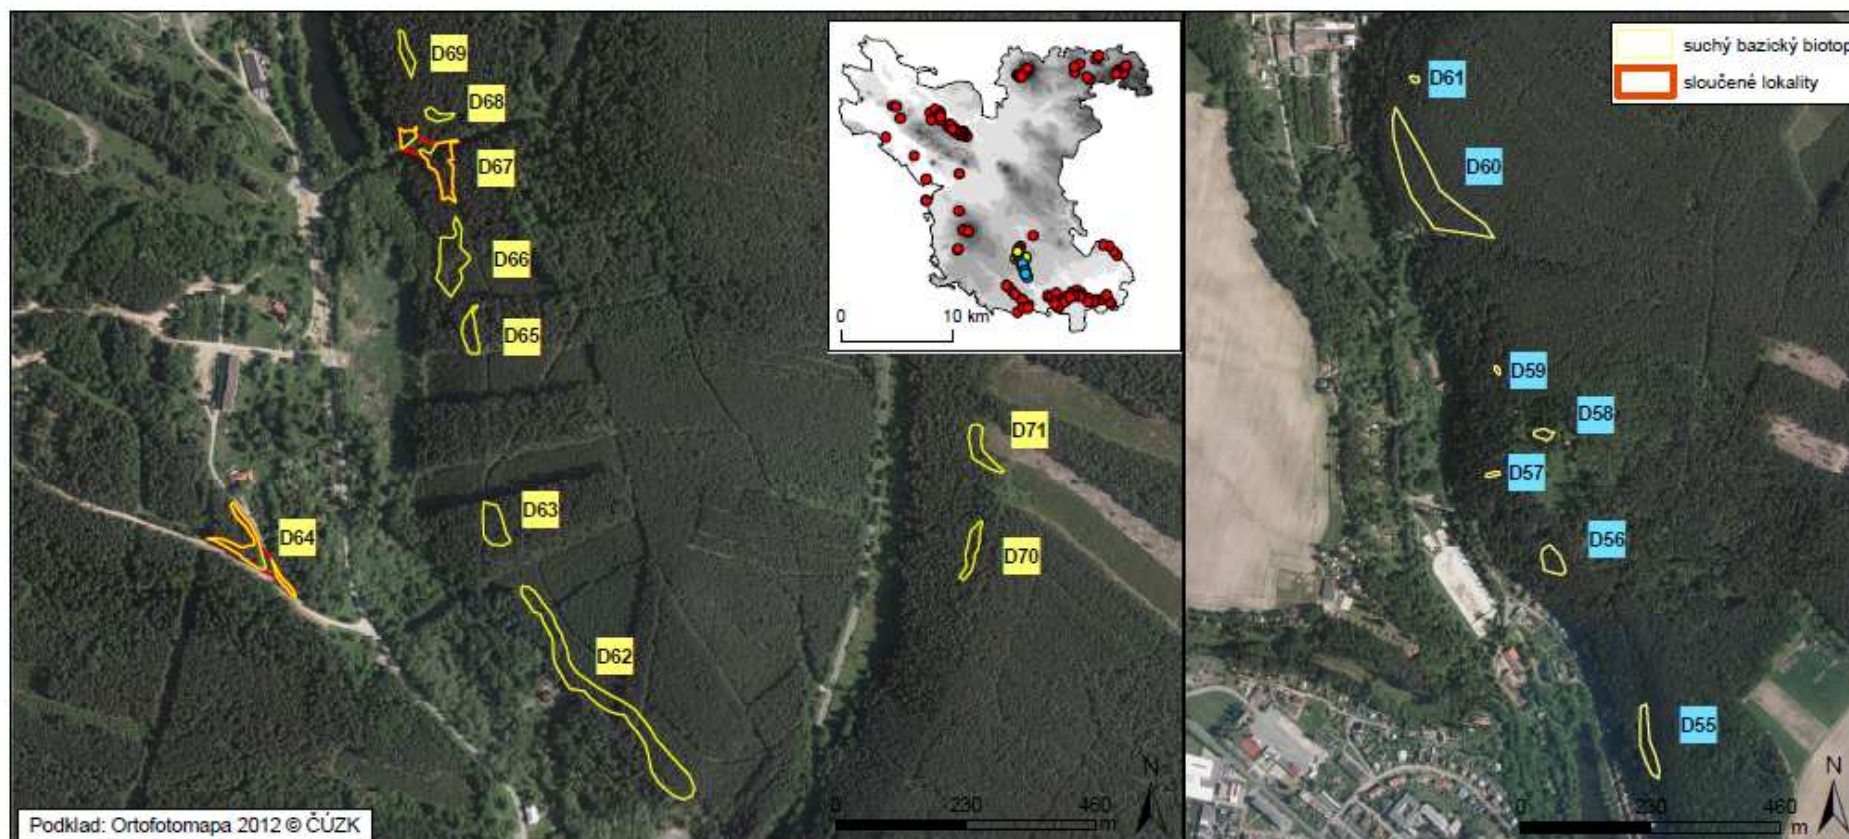 D69
D68
D67
D66
D65
D64
D63
D62
D71
D70
0 10 km
0 230 460
m
N
Podklad: Ortofotomapa 2012 © ČÚZK
suchý bazický biotop
sloučené lokality
D61
D60
D59
D58
D57
D56
D55
N
0 230 460
m